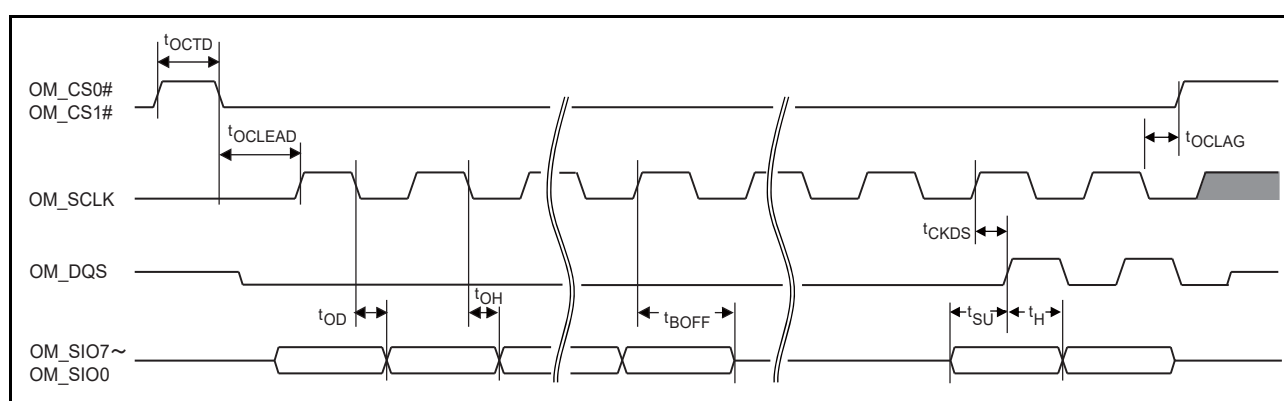 tOCTD
OM_CS0#
OM_CS1#
tOCLEAD
tOCLAG
OM_SCLK
tCKDS
OM_DQS
tOD
tOH
tBOFF
tSU
tH
OM_SIO7～
OM_SIO0